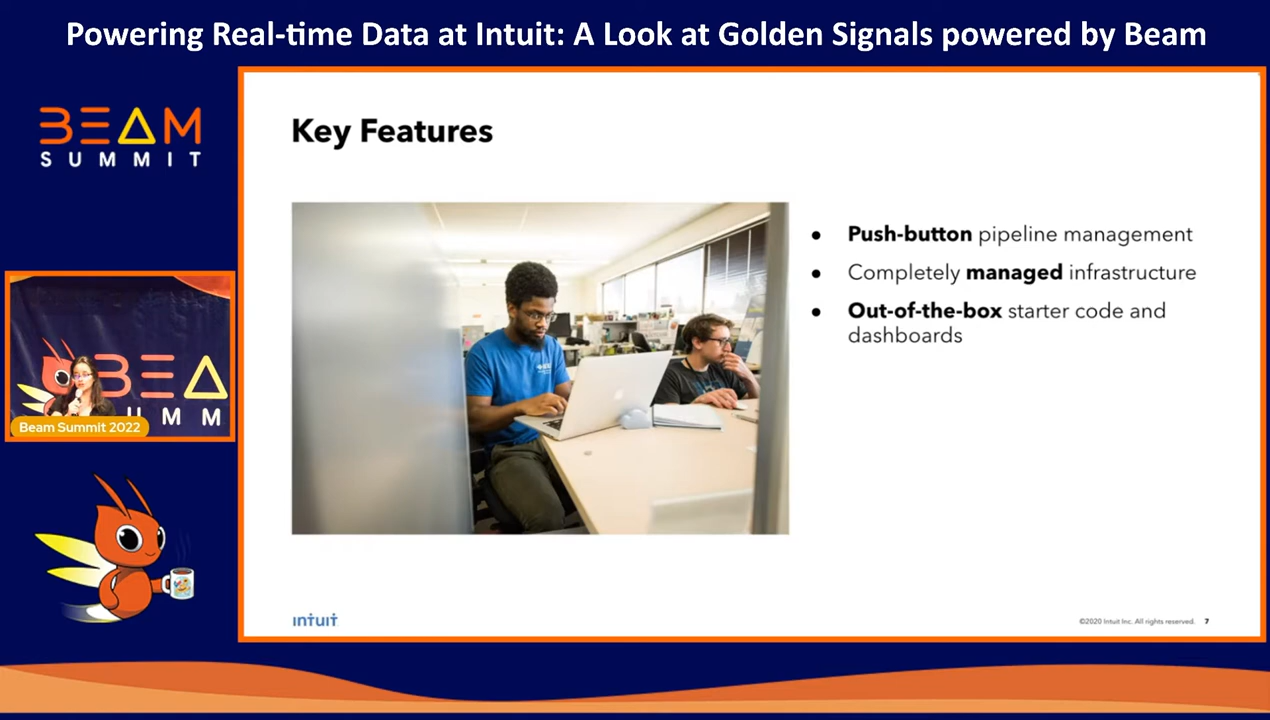 Powering Real-time Data at Intuit: A Look at Golden Signals powered by Beam
BEAM
SUMMIT
Key Features
● Push-button pipeline management
● Completely managed infrastructure
● Out-of-the-box starter code and
dashboards
BEA
UMM
Beam Summit 2022
intuit
©2020 Intuit Inc. All rights reserved. 7